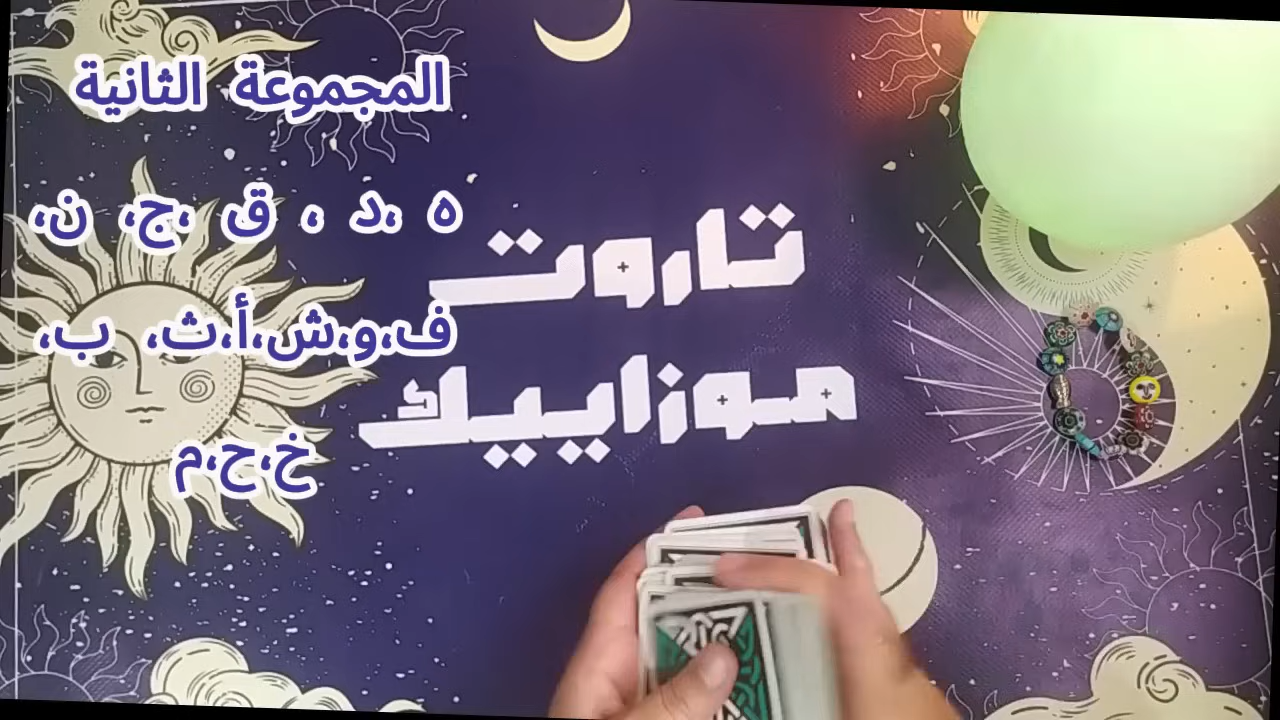 المجموعة الثانية
ه ،د ، ق ،ج، ن،
ف،و،ش،أ،ث، ب،
خ،ح،م
تاروت
موزاييك